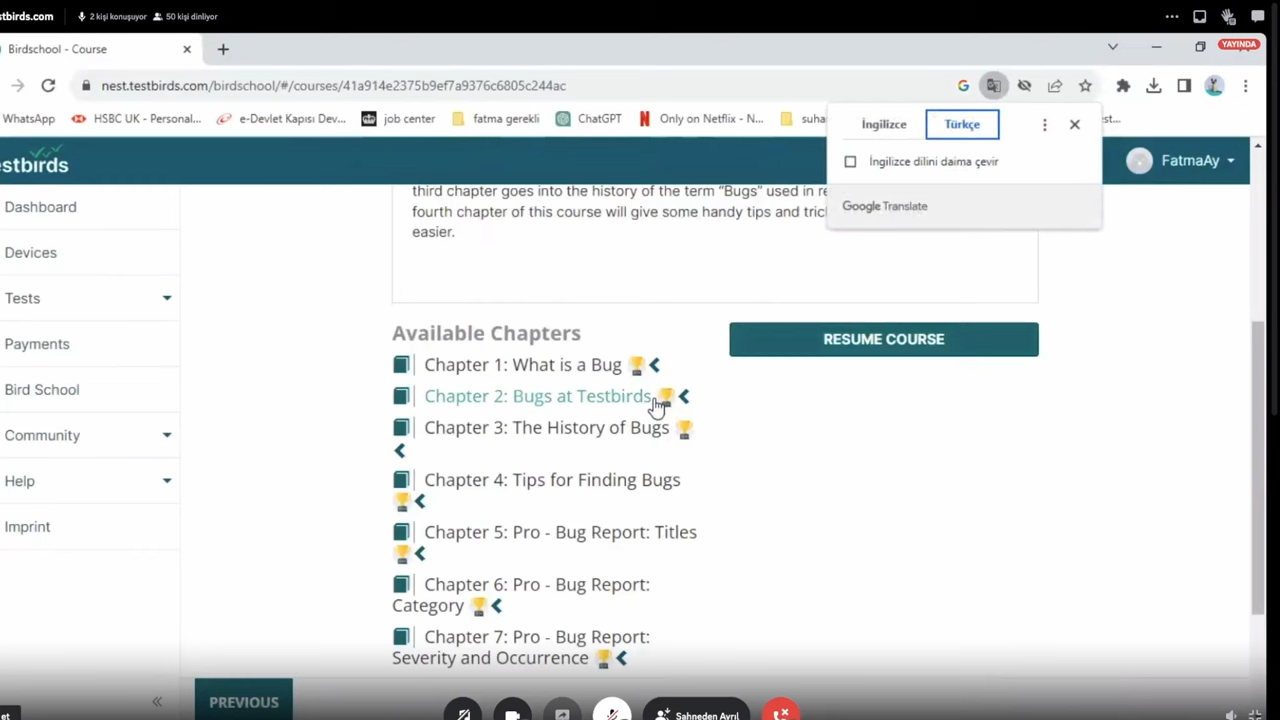 stbirds.com
2 kişi konuşuyor
50 kişi dinliyor
Birdschool - Course
YAYINDA
nest.testbirds.com/birdschool/#/courses/41a914e2375b9ef7a9376c6805c244ac
WhatsApp
HSBC UK - Personal...
e-Devlet Kapısı Dev...
job center
fatma gerekli
ChatGPT
Only on Netflix - N...
suha
est...
İngilizce
Türkçe
İngilizce dilini daima çevir
Google Translate
estbirds
FatmaAy
Dashboard
Devices
Tests
Payments
Bird School
Community
Help
Imprint
third chapter goes into the history of the term “Bugs” used in re
fourth chapter of this course will give some handy tips and tric
easier.
Available Chapters
RESUME COURSE
Chapter 1: What is a Bug
Chapter 2: Bugs at Testbirds
Chapter 3: The History of Bugs
Chapter 4: Tips for Finding Bugs
Chapter 5: Pro - Bug Report: Titles
Chapter 6: Pro - Bug Report:
Category
Chapter 7: Pro - Bug Report:
Severity and Occurrence
PREVIOUS
et
Sahneden Ayrıl